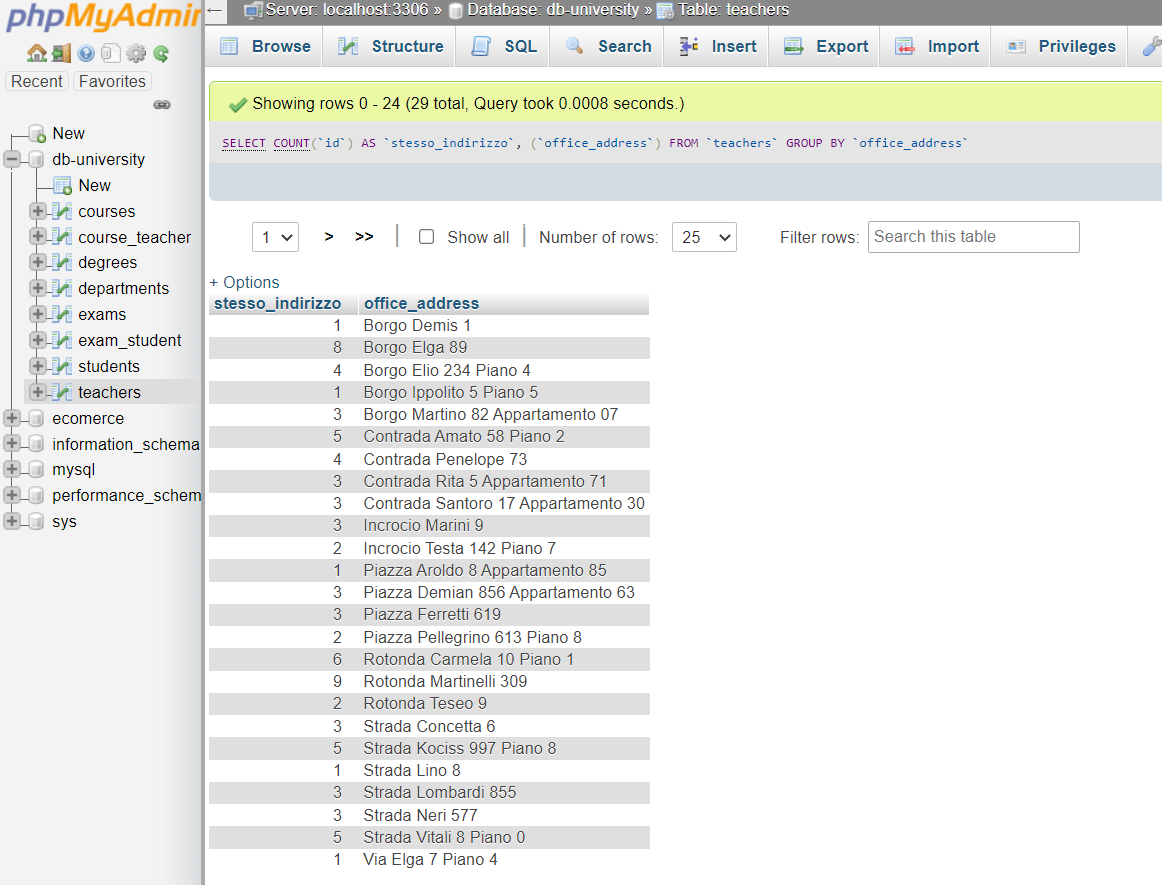 phpMyAdmin
Recent Favorites
New
db-university
New
courses
course_teacher
degrees
departments
exams
exam_student
students
teachers
ecomerce
information_schema
mysql
performance_schem
sys
Server: localhost:3306 » Database: db-university » Table: teachers
Browse Structure SQL Search Insert Export Import Privileges
Showing rows 0 - 24 (29 total, Query took 0.0008 seconds.)
SELECT COUNT(`id`) AS `stesso_indirizzo`, (`office_address`) FROM `teachers` GROUP BY `office_address`
1 > >> | Show all | Number of rows: 25 Filter rows: Search this table
+ Options
stesso_indirizzo office_address
1 Borgo Demis 1
8 Borgo Elga 89
4 Borgo Elio 234 Piano 4
1 Borgo Ippolito 5 Piano 5
3 Borgo Martino 82 Appartamento 07
5 Contrada Amato 58 Piano 2
4 Contrada Penelope 73
3 Contrada Rita 5 Appartamento 71
3 Contrada Santoro 17 Appartamento 30
3 Incrocio Marini 9
2 Incrocio Testa 142 Piano 7
1 Piazza Aroldo 8 Appartamento 85
3 Piazza Demian 856 Appartamento 63
3 Piazza Ferretti 619
2 Piazza Pellegrino 613 Piano 8
6 Rotonda Carmela 10 Piano 1
9 Rotonda Martinelli 309
2 Rotonda Teseo 9
3 Strada Concetta 6
5 Strada Kociss 997 Piano 8
1 Strada Lino 8
3 Strada Lombardi 855
3 Strada Neri 577
5 Strada Vitali 8 Piano 0
1 Via Elga 7 Piano 4